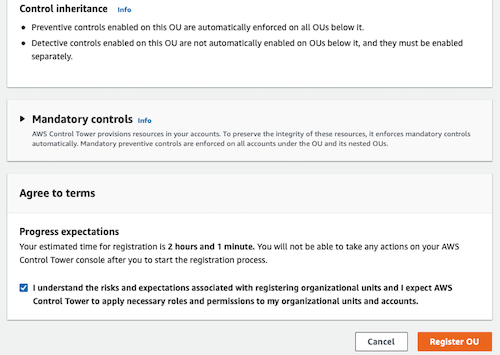 Control inheritance Info
• Preventive controls enabled on this OU are automatically enforced on all OUs below it.
• Detective controls enabled on this OU are not automatically enabled on OUs below it, and they must be enabled
separately.
Mandatory controls Info
AWS Control Tower provisions resources in your accounts. To preserve the integrity of these resources, it enforces mandatory controls
automatically. Mandatory preventive controls are enforced on all accounts under the OU and its nested OUs.
Agree to terms
Progress expectations
Your estimated time for registration is 2 hours and 1 minute. You will not be able to take any actions on your AWS
Control Tower console after you to start the registration process.
I understand the risks and expectations associated with registering organizational units and I expect AWS
Control Tower to apply necessary roles and permissions to my organizational units and accounts.
Cancel
Register OU